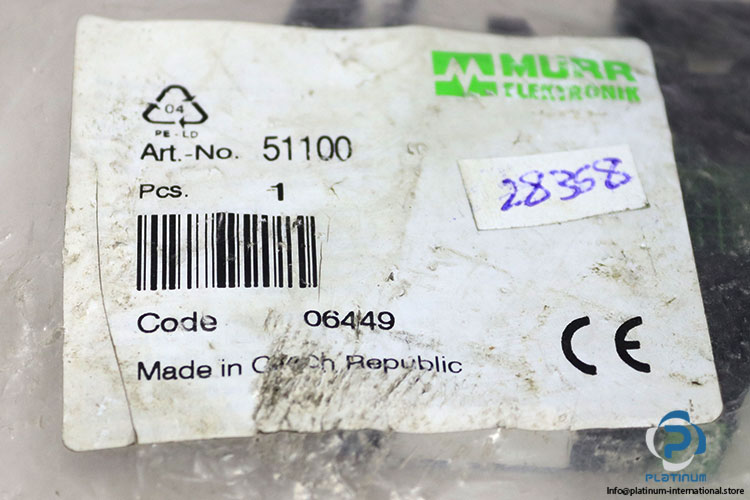 MURR
ELEKTRONIK
04
PE-LD
Art.-No. 51100
28358
Pcs. 1
Code 06449
CE
Made in Czech Republic
PLATINUM
Info@platinum-international.store